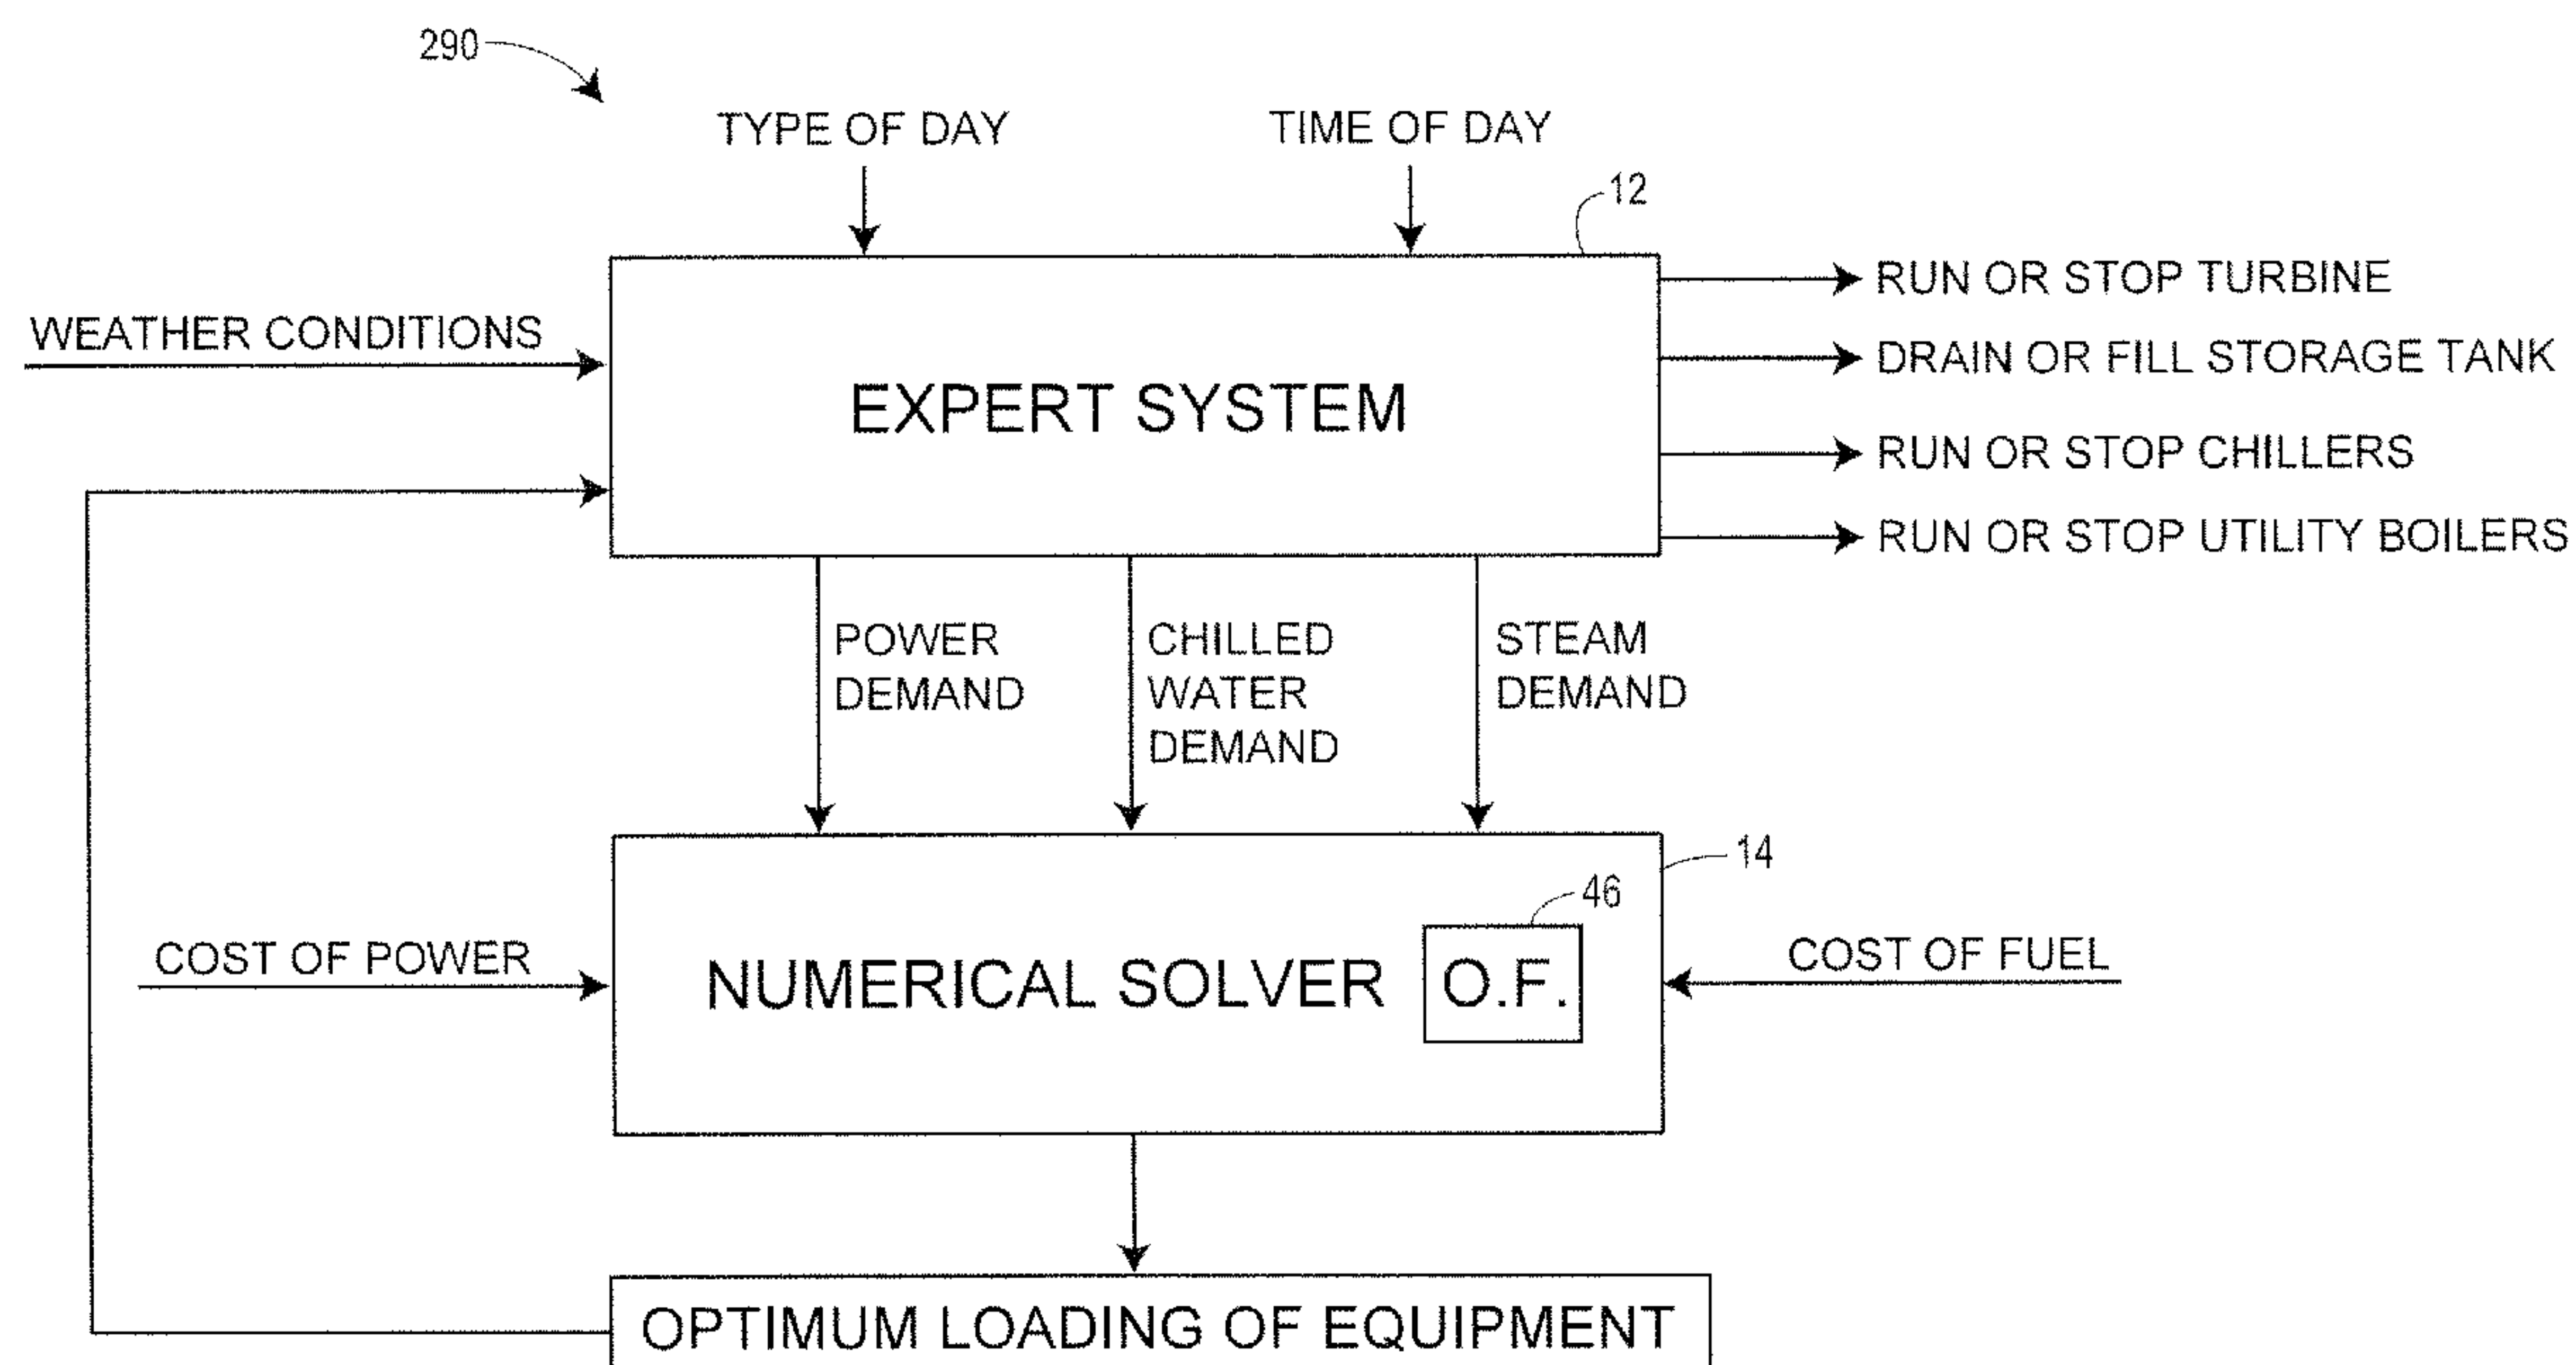 290
TYPE OF DAY
TIME OF DAY
12
WEATHER CONDITIONS
EXPERT SYSTEM
RUN OR STOP TURBINE
DRAIN OR FILL STORAGE TANK
RUN OR STOP CHILLERS
RUN OR STOP UTILITY BOILERS
POWER
DEMAND
CHILLED
WATER
DEMAND
STEAM
DEMAND
14
46
COST OF POWER
NUMERICAL SOLVER
O.F.
COST OF FUEL
OPTIMUM LOADING OF EQUIPMENT